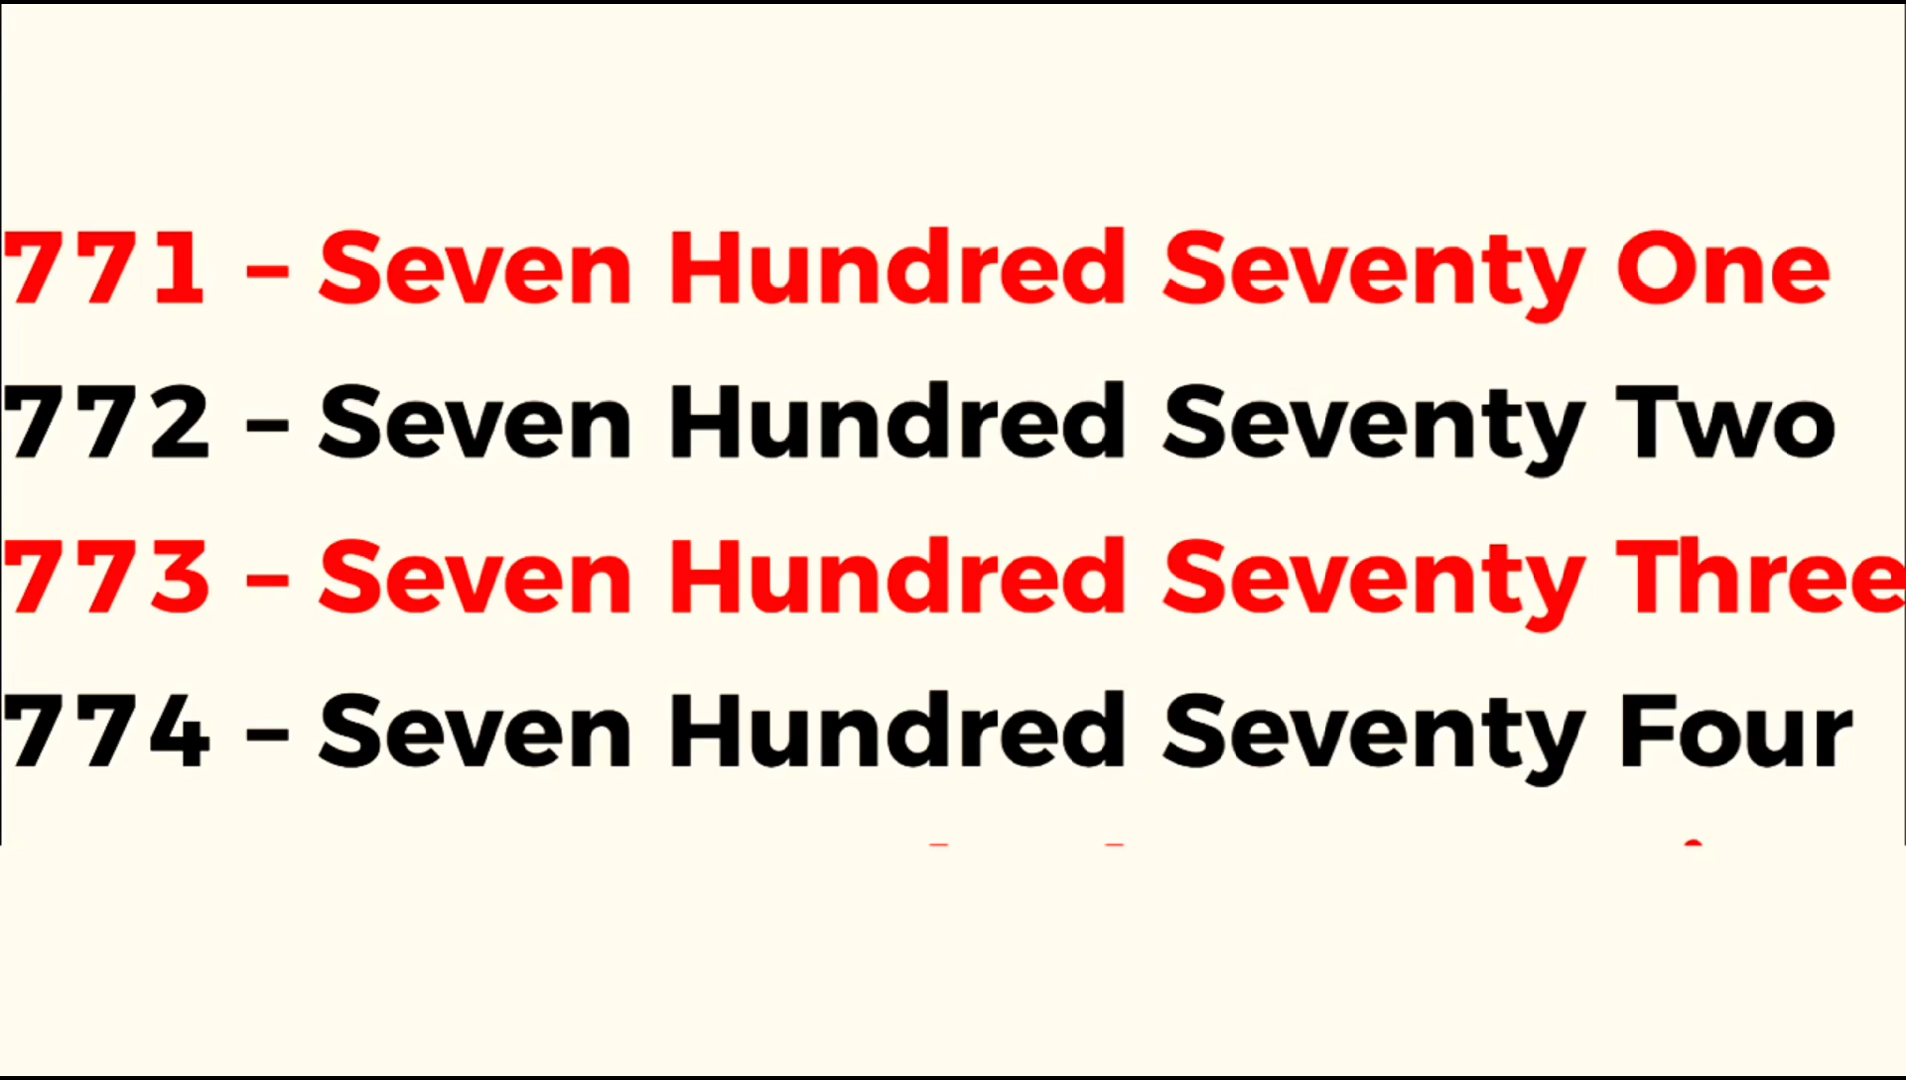 771 – Seven Hundred Seventy One
772 – Seven Hundred Seventy Two
773 – Seven Hundred Seventy Three
774 – Seven Hundred Seventy Four